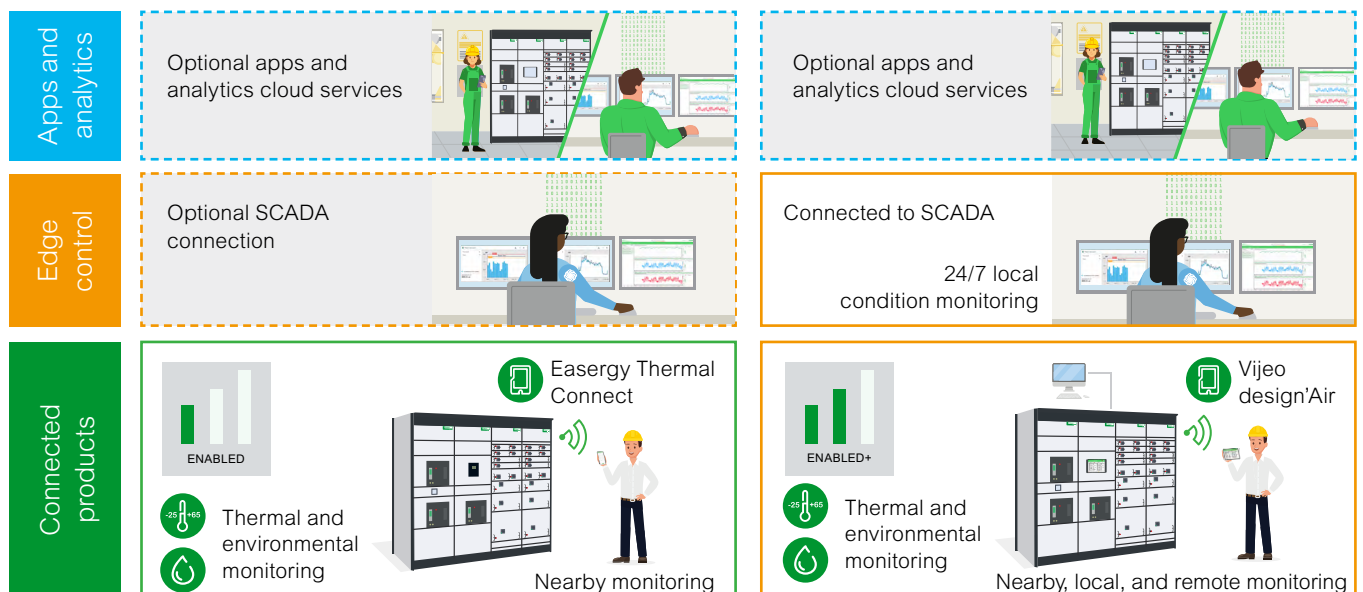 Apps and
analytics
Optional apps and
analytics cloud services
Optional apps and
analytics cloud services
Edge
control
Optional SCADA
connection
Connected to SCADA
24/7 local
condition monitoring
Connected
products
ENABLED
Easergy Thermal
Connect
-25 +65
Thermal and
environmental
monitoring
Nearby monitoring
ENABLED+
Vijeo
design'Air
-25 +65
Thermal and
environmental
monitoring
Nearby, local, and remote monitoring